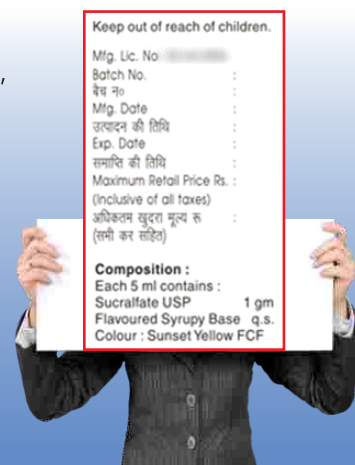 Keep out of reach of children.
Mfg. Lic. No
Batch No. :
बैच न० :
Mfg. Date :
उत्पादन की तिथि :
Exp. Date :
समाप्ति की तिथि :
Maximum Retail Price Rs. :
(Inclusive of all taxes)
अधिकतम खुदरा मूल्य रू :
(सभी कर सहित)
Composition :
Each 5 ml contains :
Sucralfate USP 1 gm
Flavoured Syrupy Base q.s.
Colour : Sunset Yellow FCF